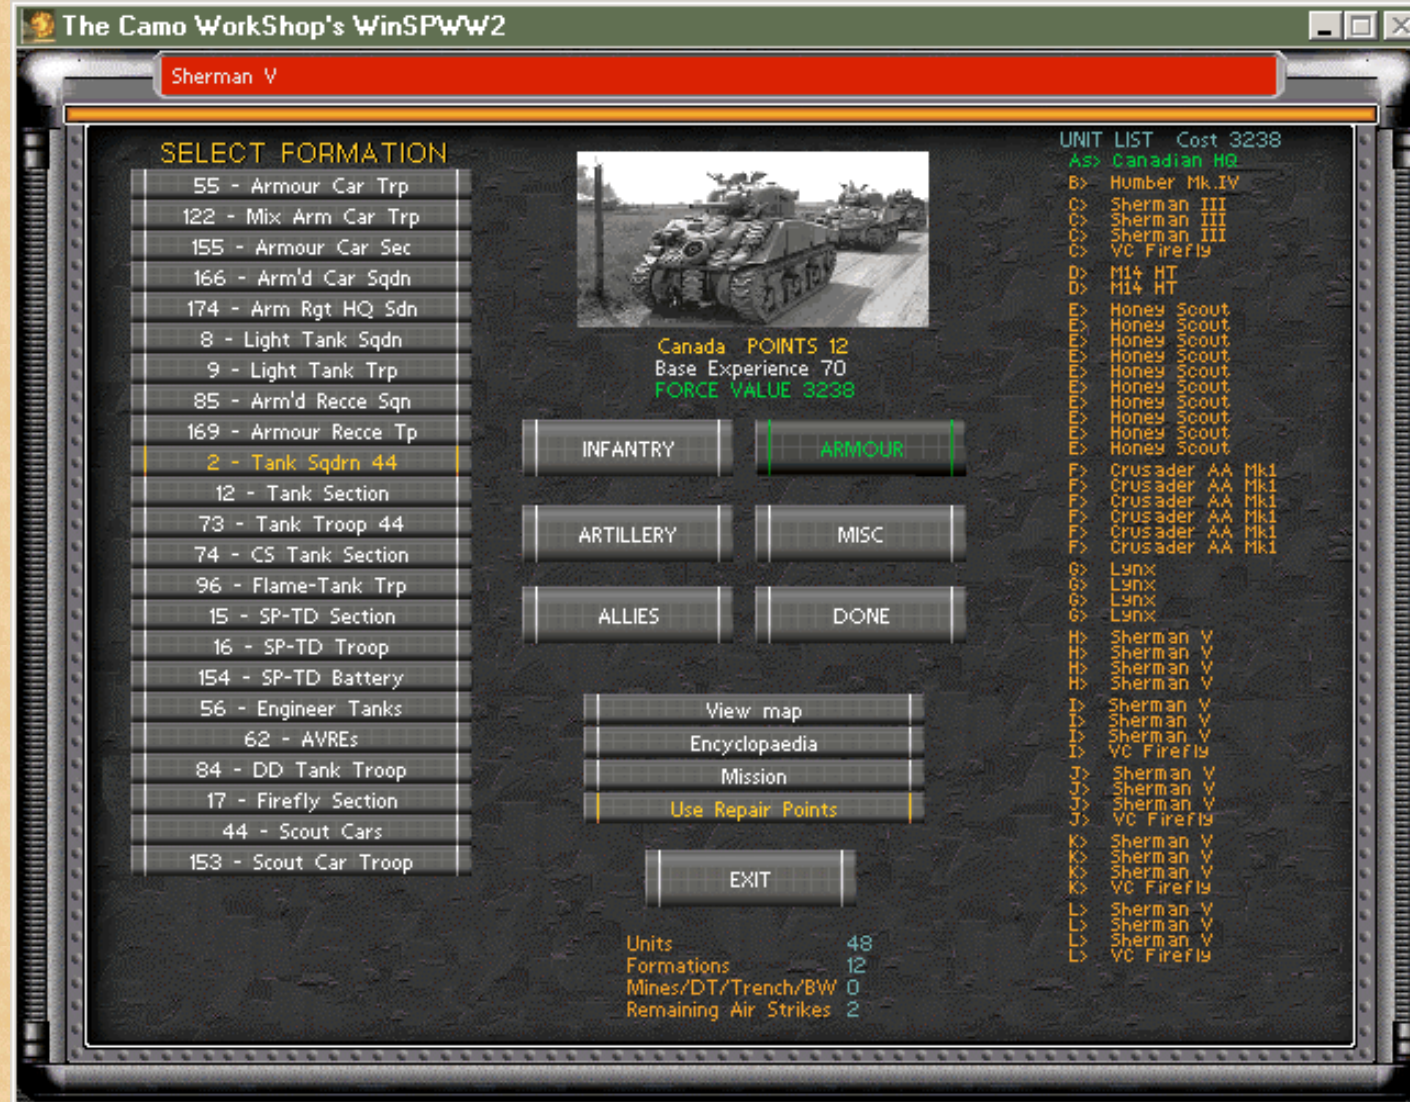 The Camo WorkShop's WinSPWW2
Sherman V
SELECT FORMATION
55 - Armour Car Trp
122 - Mix Arm Car Trp
155 - Armour Car Sec
166 - Arm'd Car Sqdn
174 - Arm Rgt HQ Sdn
8 - Light Tank Sqdn
9 - Light Tank Trp
85 - Arm'd Recce Sqn
169 - Armour Recce Tp
2 - Tank Sqdrn 44
12 - Tank Section
73 - Tank Troop 44
74 - CS Tank Section
96 - Flame-Tank Trp
15 - SP-TD Section
16 - SP-TD Troop
154 - SP-TD Battery
56 - Engineer Tanks
62 - AVREs
84 - DD Tank Troop
17 - Firefly Section
44 - Scout Cars
153 - Scout Car Troop
Canada POINTS 12
Base Experience 70
FORCE VALUE 3238
INFANTRY
ARMOUR
ARTILLERY
MISC
ALLIES
DONE
View map
Encyclopaedia
Mission
Use Repair Points
EXIT
Units 48
Formations 12
Mines/DT/Trench/BW 0
Remaining Air Strikes 2
UNIT LIST Cost 3238
As> Canadian HQ
B> Humber Mk.IV
C> Sherman III
C> Sherman III
C> Sherman III
C> VC Firefly
D> M14 HT
D> M14 HT
E> Honey Scout
E> Honey Scout
E> Honey Scout
E> Honey Scout
E> Honey Scout
E> Honey Scout
E> Honey Scout
E> Honey Scout
E> Honey Scout
E> Honey Scout
F> Crusader AA Mk1
F> Crusader AA Mk1
F> Crusader AA Mk1
F> Crusader AA Mk1
F> Crusader AA Mk1
F> Crusader AA Mk1
G> Lynx
G> Lynx
G> Lynx
G> Lynx
H> Sherman V
H> Sherman V
H> Sherman V
H> Sherman V
I> Sherman V
I> Sherman V
I> Sherman V
I> VC Firefly
J> Sherman V
J> Sherman V
J> Sherman V
J> VC Firefly
K> Sherman V
K> Sherman V
K> Sherman V
K> VC Firefly
L> Sherman V
L> Sherman V
L> Sherman V
L> VC Firefly